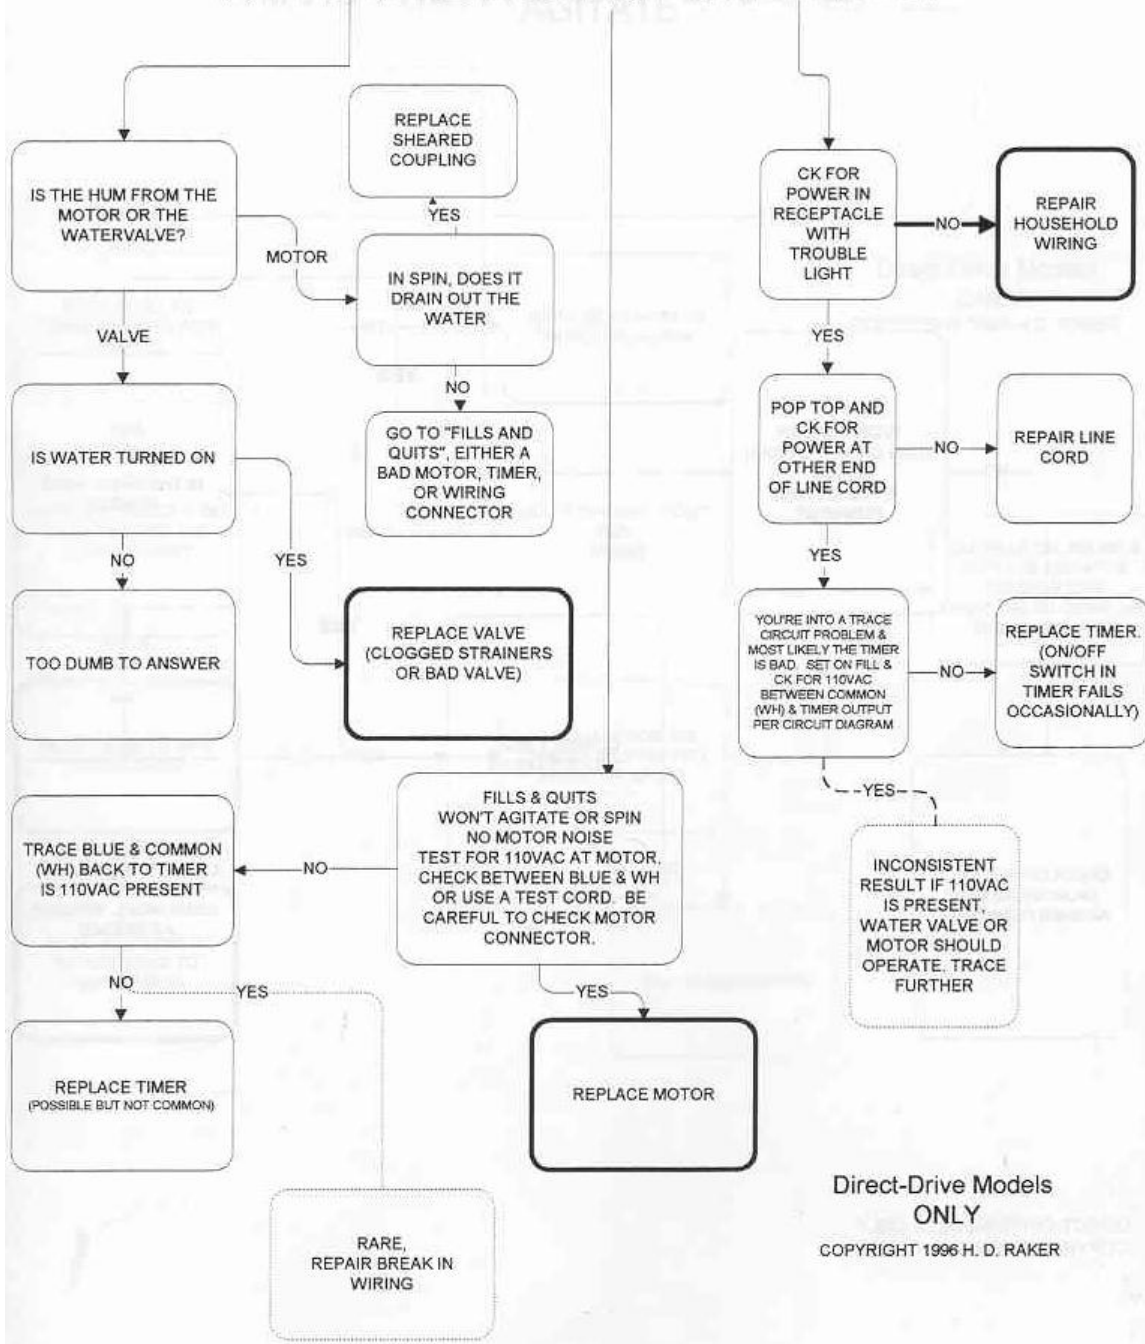 REPLACE
SHEARED
COUPLING
IS THE HUM FROM THE
MOTOR OR THE
WATERVALVE?
MOTOR
YES
IN SPIN, DOES IT
DRAIN OUT THE
WATER
VALVE
NO
IS WATER TURNED ON
GO TO "FILLS AND
QUITS", EITHER A
BAD MOTOR, TIMER,
OR WIRING
CONNECTOR
NO
YES
TOO DUMB TO ANSWER
REPLACE VALVE
(CLOGGED STRAINERS
OR BAD VALVE)
CK FOR
POWER IN
RECEPTACLE
WITH
TROUBLE
LIGHT
NO
REPAIR
HOUSEHOLD
WIRING
YES
POP TOP AND
CK FOR
POWER AT
OTHER END
OF LINE CORD
NO
REPAIR LINE
CORD
YES
YOU'RE INTO A TRACE
CIRCUIT PROBLEM &
MOST LIKELY THE TIMER
IS BAD. SET ON FILL &
CK FOR 110VAC
BETWEEN COMMON
(WH) & TIMER OUTPUT
PER CIRCUIT DIAGRAM
NO
REPLACE TIMER.
(ON/OFF
SWITCH IN
TIMER FAILS
OCCASIONALLY)
YES
INCONSISTENT
RESULT IF 110VAC
IS PRESENT,
WATER VALVE OR
MOTOR SHOULD
OPERATE. TRACE
FURTHER
FILLS & QUITS
WON'T AGITATE OR SPIN
NO MOTOR NOISE
TEST FOR 110VAC AT MOTOR.
CHECK BETWEEN BLUE & WH
OR USE A TEST CORD. BE
CAREFUL TO CHECK MOTOR
CONNECTOR.
NO
TRACE BLUE & COMMON
(WH) BACK TO TIMER
IS 110VAC PRESENT
NO
YES
YES
REPLACE TIMER
(POSSIBLE BUT NOT COMMON)
REPLACE MOTOR
RARE,
REPAIR BREAK IN
WIRING
Direct-Drive Models
ONLY
COPYRIGHT 1996 H. D. RAKER